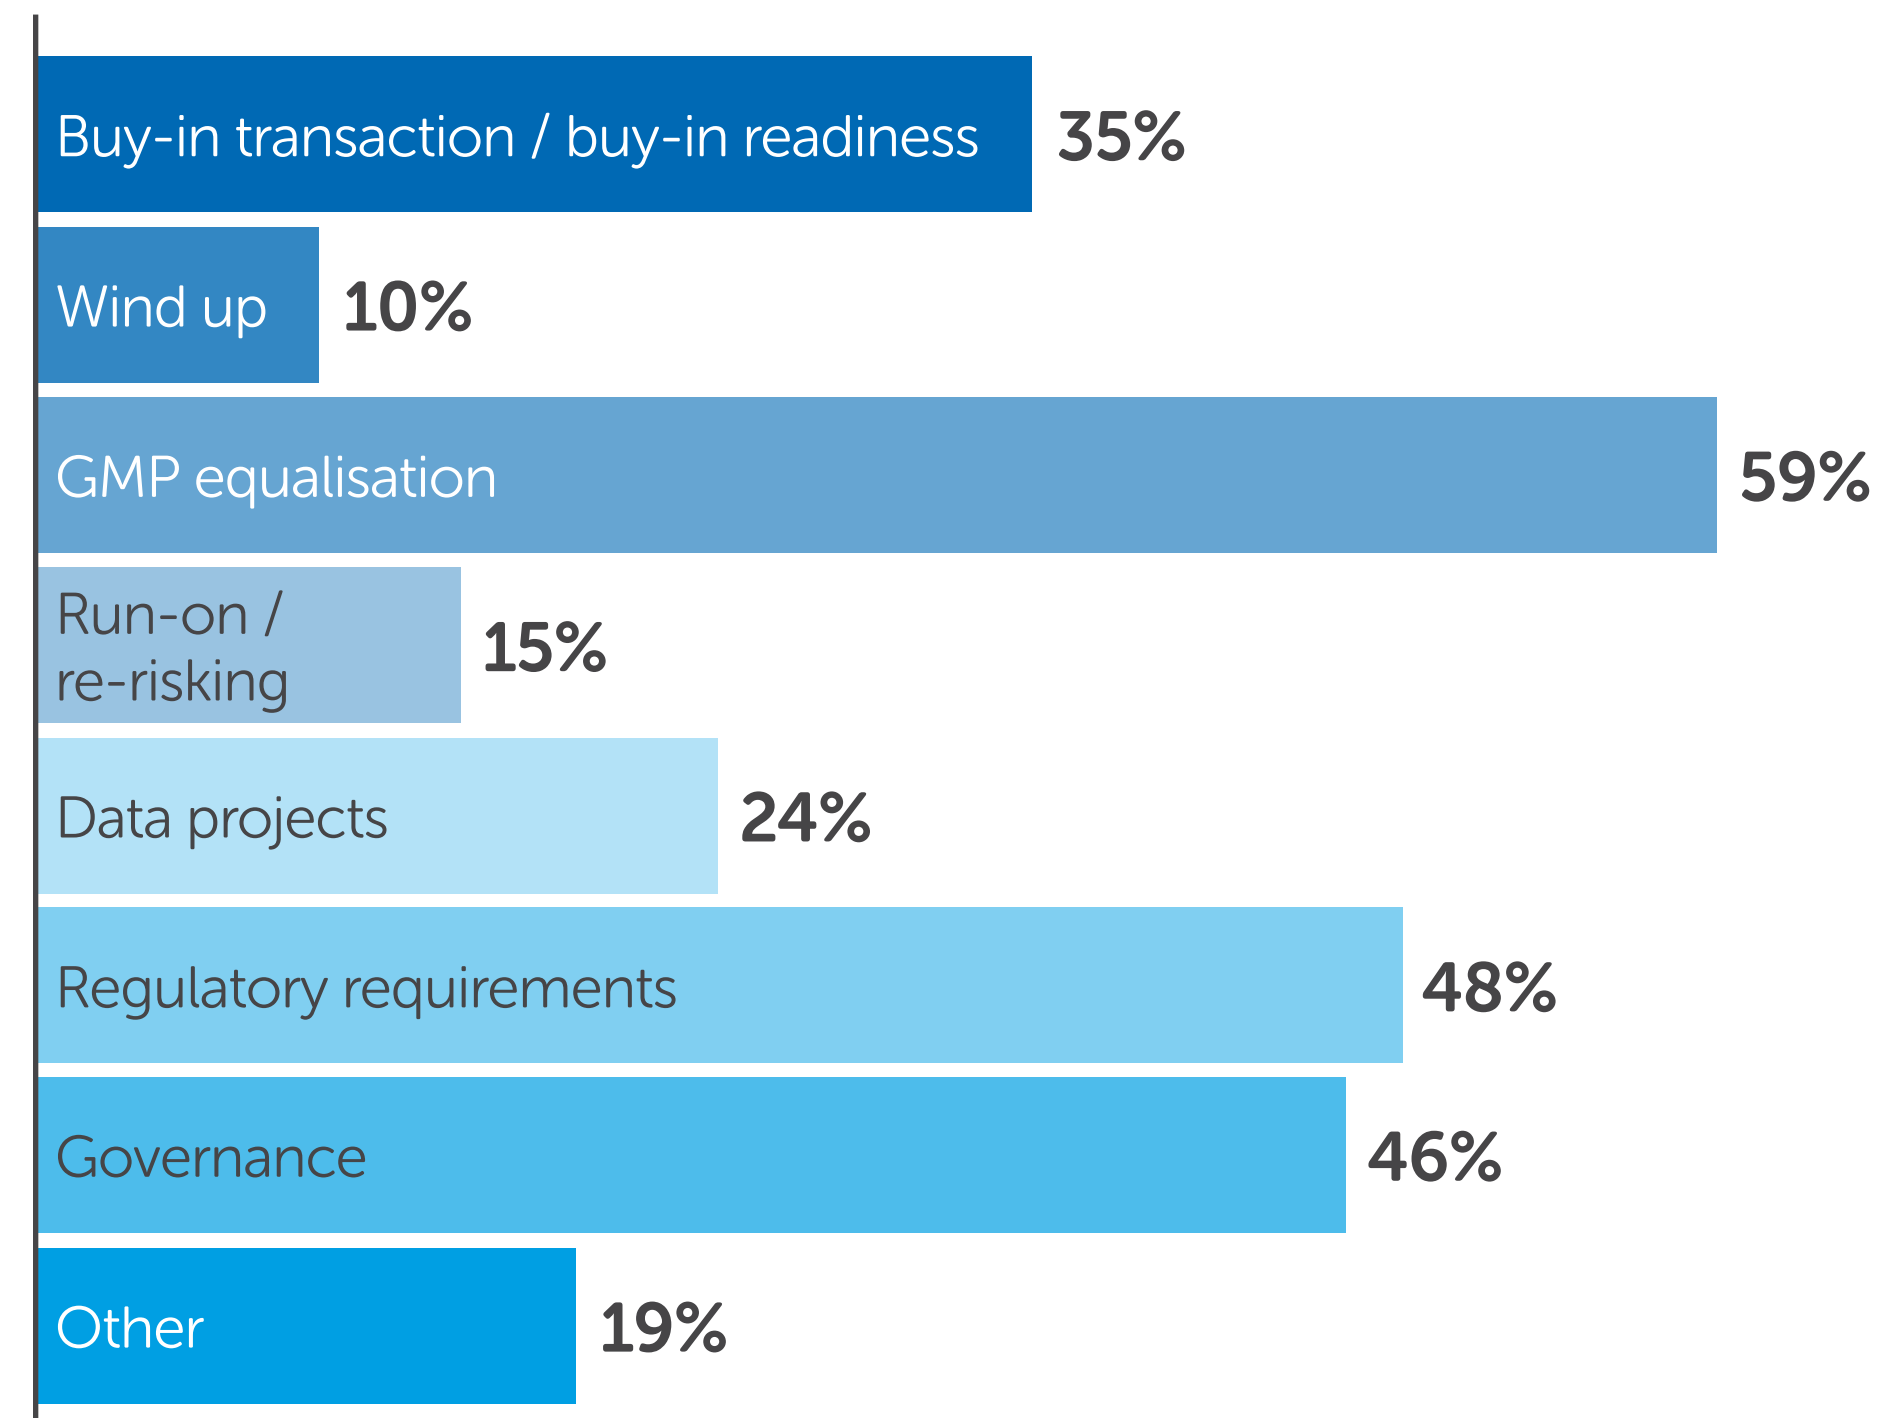 Buy-in transaction / buy-in readiness 35%
Wind up 10%
GMP equalisation 59%
Run-on /
re-risking 15%
Data projects 24%
Regulatory requirements 48%
Governance 46%
Other 19%